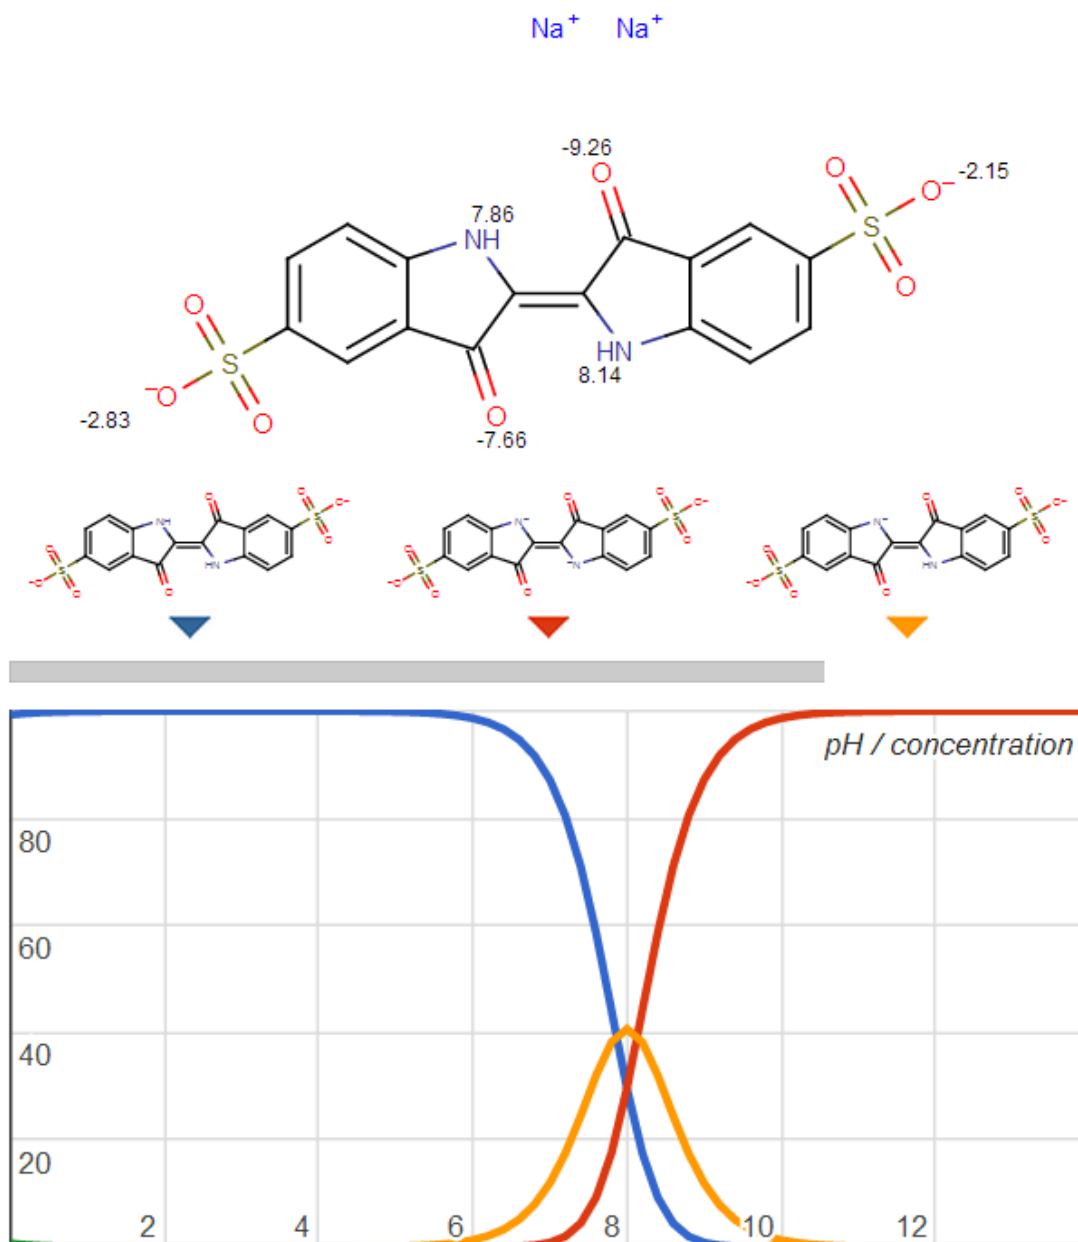 Na+ Na+
-9.26
O
O
O- -2.15
7.86
NH
S
O
O
S
HN
8.14
-O
-2.83
O
O
-7.66
pH / concentration
80
60
40
20
2 4 6 8 10 12